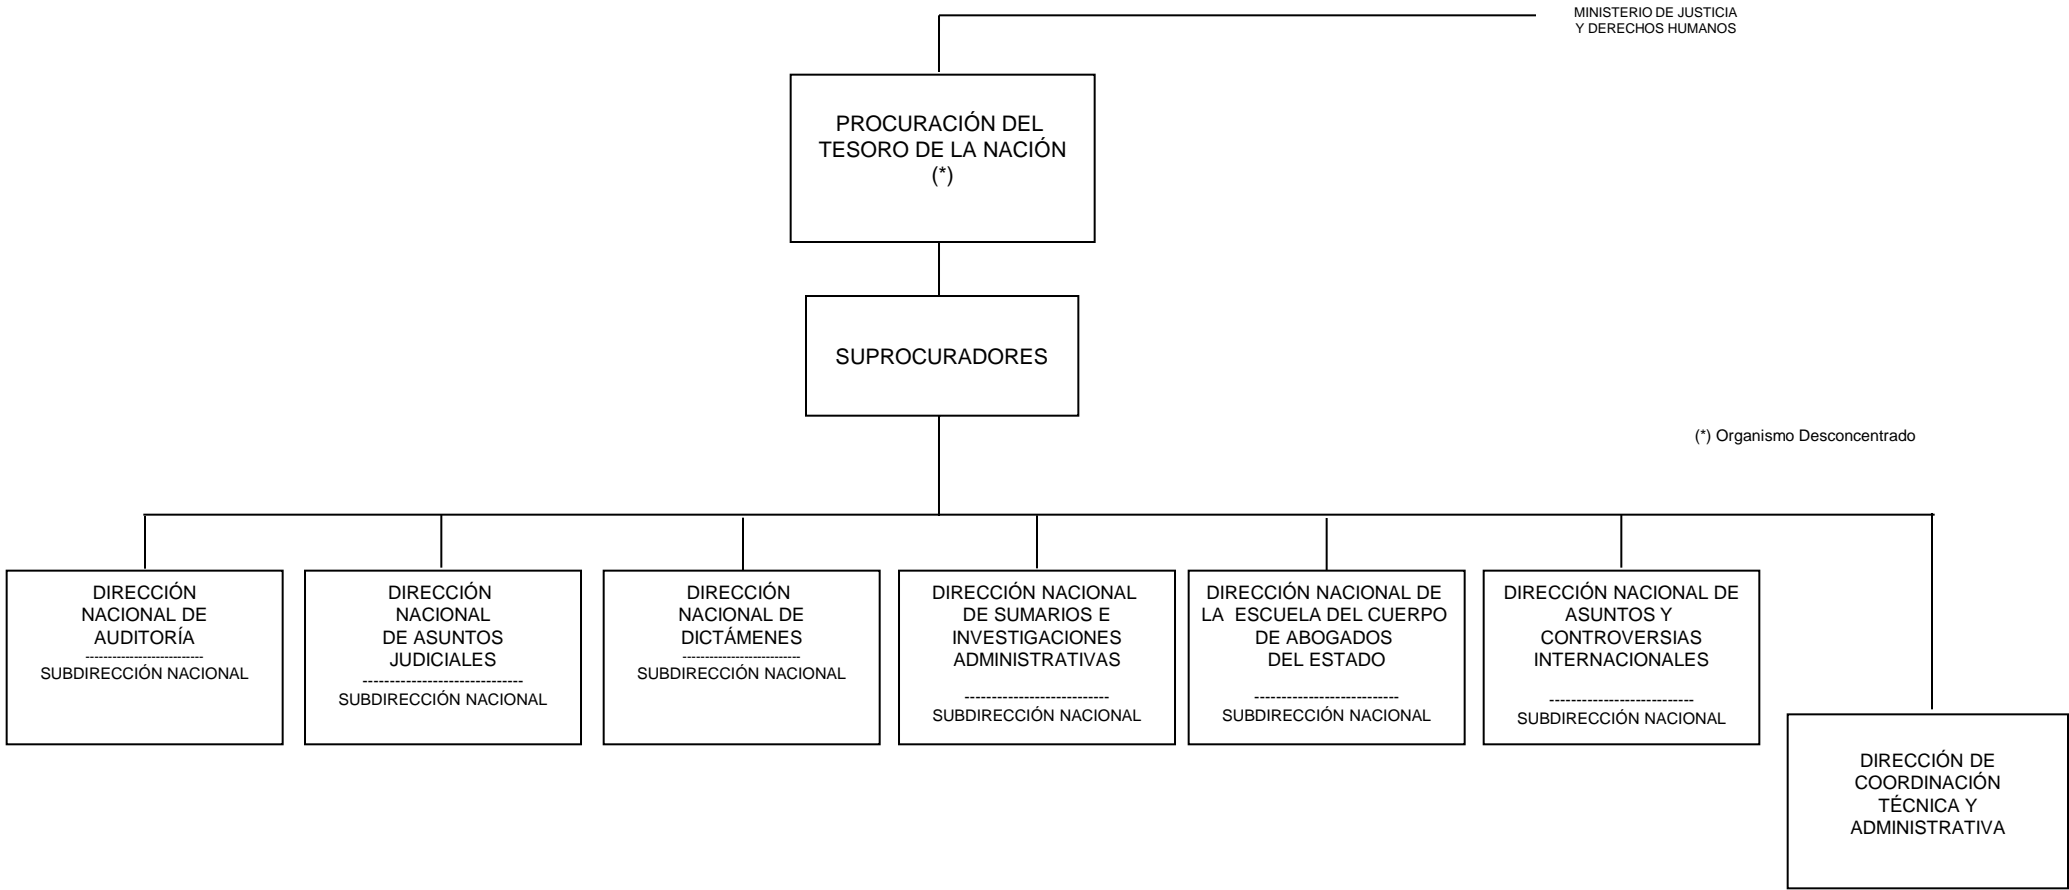 MINISTERIO DE JUSTICIA
Y DERECHOS HUMANOS
PROCURACIÓN DEL
TESORO DE LA NACIÓN
(*)
SUPROCURADORES
(*) Organismo Desconcentrado
DIRECCIÓN
NACIONAL DE
AUDITORÍA
---------------------------
SUBDIRECCIÓN NACIONAL
DIRECCIÓN
NACIONAL
DE ASUNTOS
JUDICIALES
------------------------------
SUBDIRECCIÓN NACIONAL
DIRECCIÓN
NACIONAL DE
DICTÁMENES
---------------------------
SUBDIRECCIÓN NACIONAL
DIRECCIÓN NACIONAL
DE SUMARIOS E
INVESTIGACIONES
ADMINISTRATIVAS
---------------------------
SUBDIRECCIÓN NACIONAL
DIRECCIÓN NACIONAL DE
LA ESCUELA DEL CUERPO
DE ABOGADOS
DEL ESTADO
---------------------------
SUBDIRECCIÓN NACIONAL
DIRECCIÓN NACIONAL DE
ASUNTOS Y
CONTROVERSIAS
INTERNACIONALES
---------------------------
SUBDIRECCIÓN NACIONAL
DIRECCIÓN DE
COORDINACIÓN
TÉCNICA Y
ADMINISTRATIVA